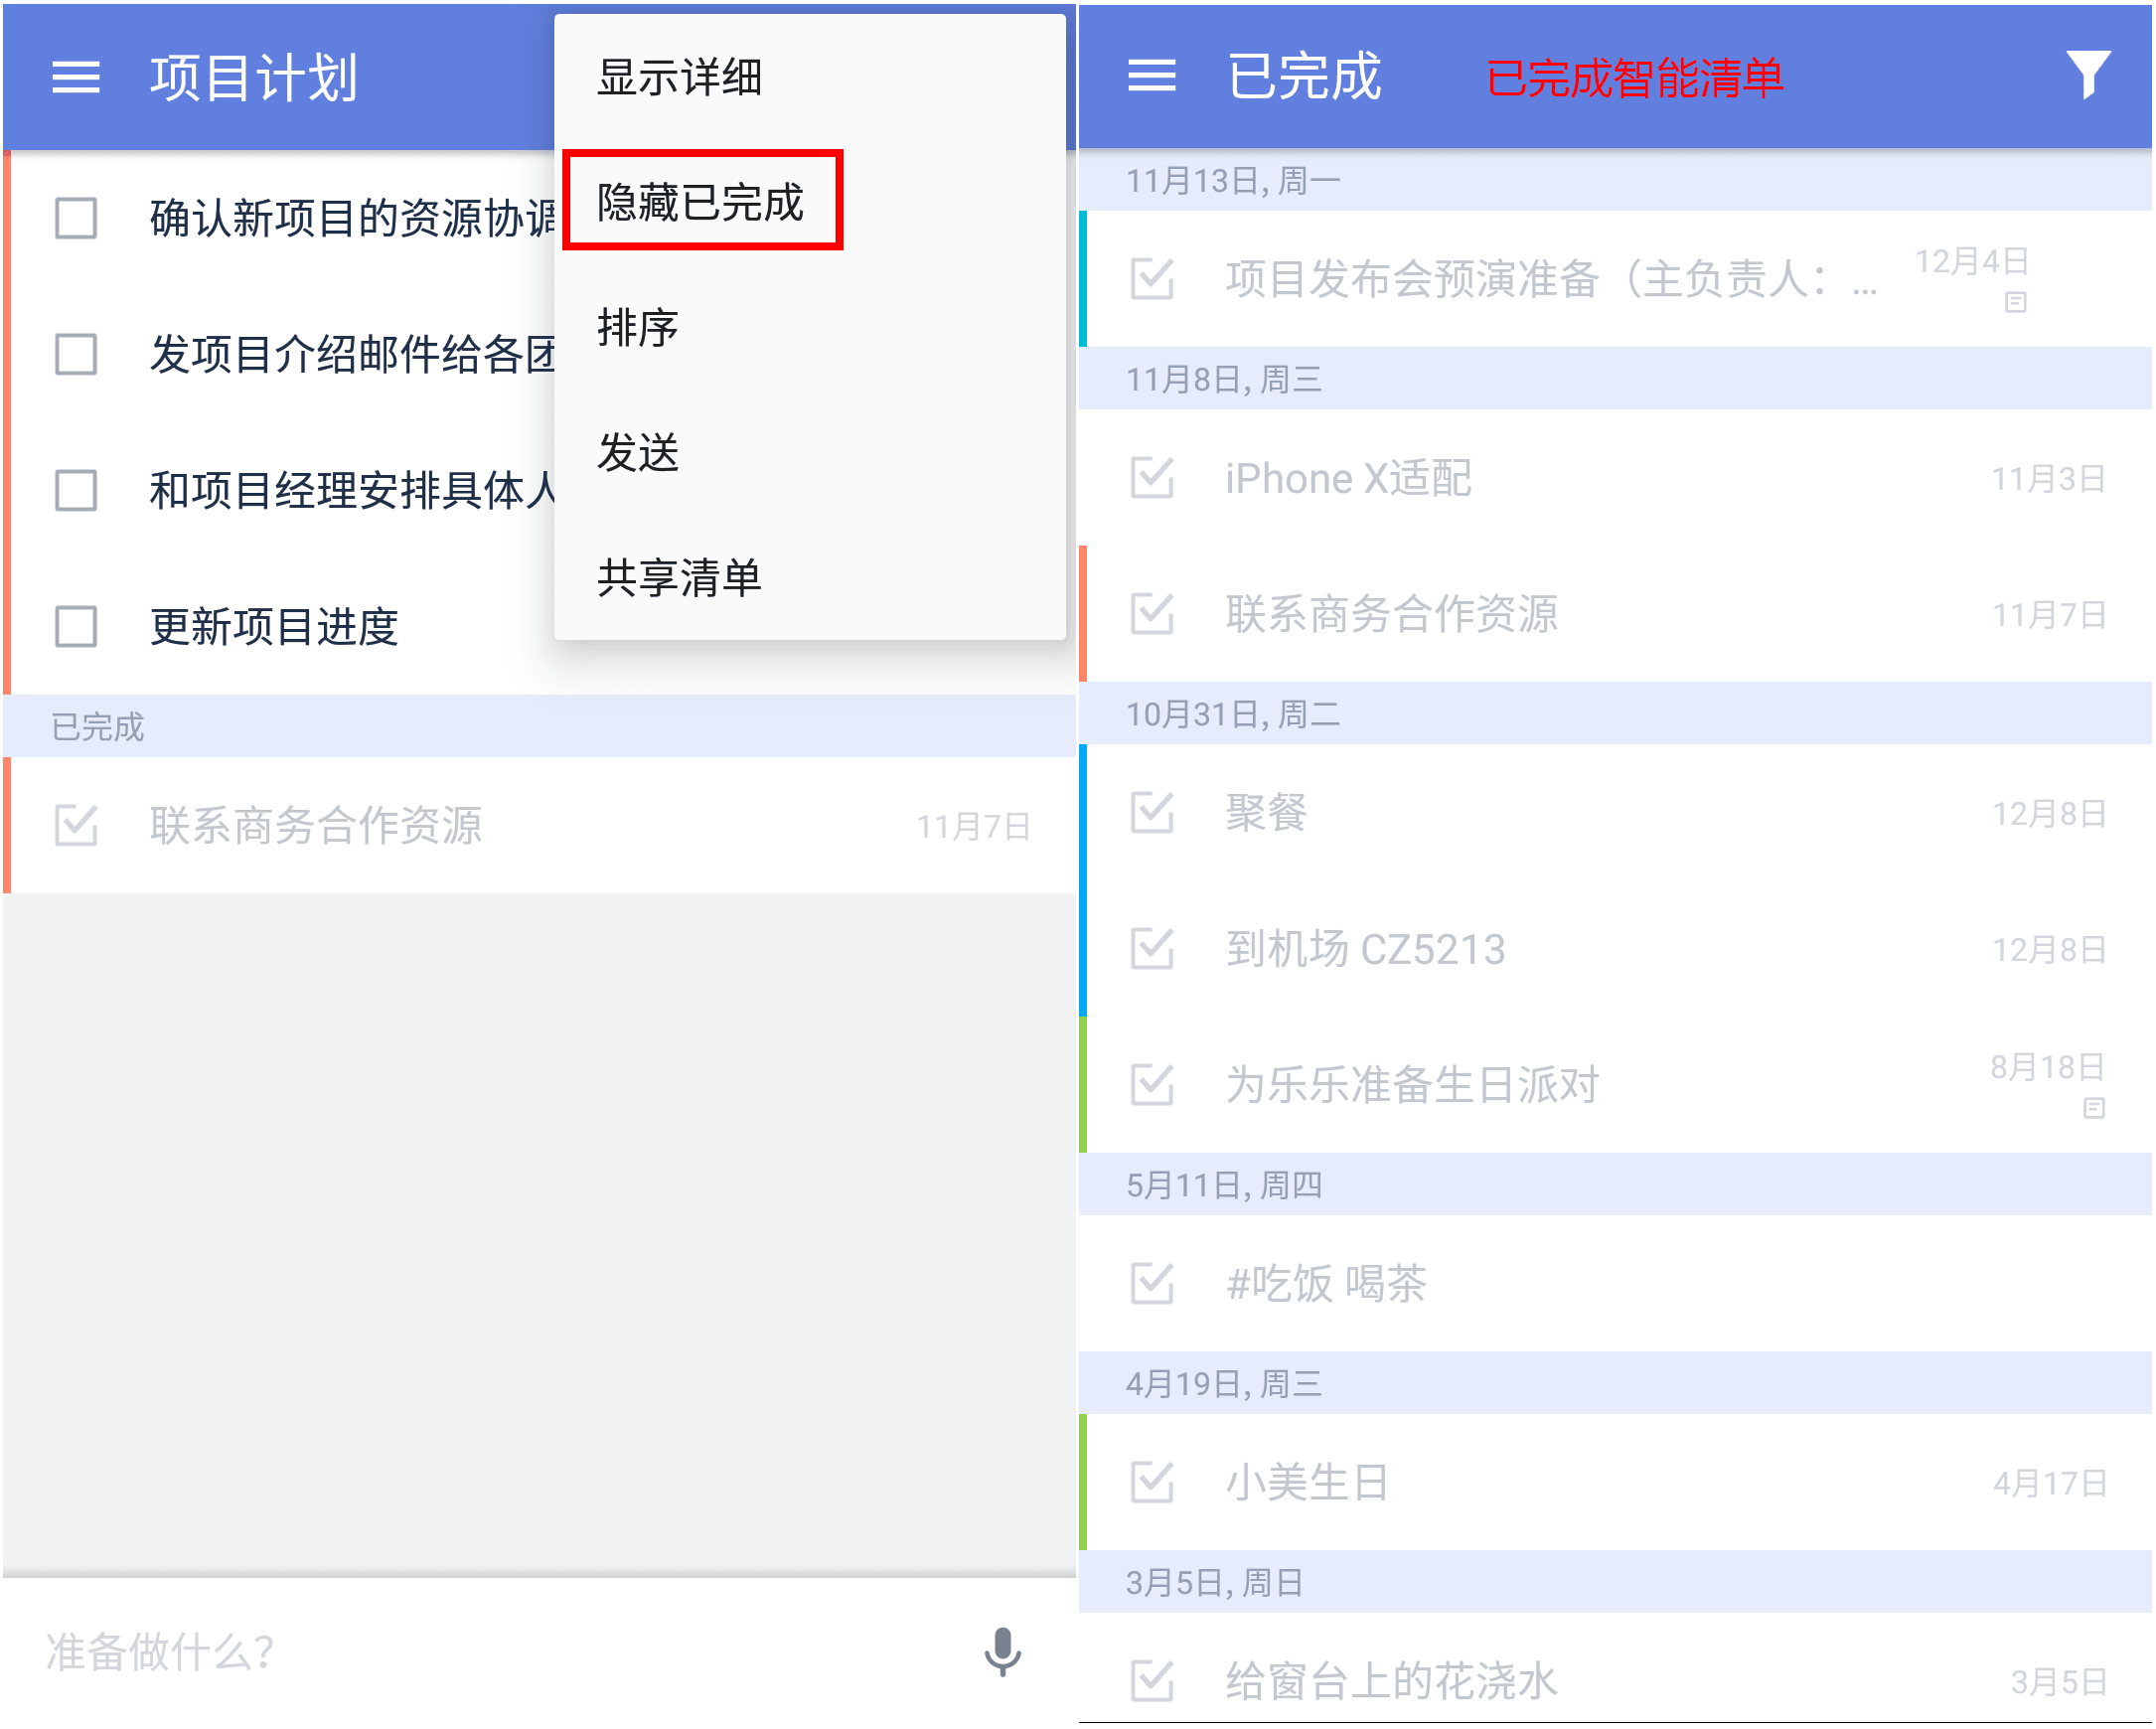 项目计划
显示详细
隐藏已完成
排序
发送
共享清单
确认新项目的资源协调
发项目介绍邮件给各团
和项目经理安排具体人
更新项目进度
已完成
联系商务合作资源 11月7日
准备做什么?
已完成 已完成智能清单
11月13日, 周一
项目发布会预演准备（主负责人：... 12月4日
11月8日, 周三
iPhone X适配 11月3日
联系商务合作资源 11月7日
10月31日, 周二
聚餐 12月8日
到机场 CZ5213 12月8日
为乐乐准备生日派对 8月18日
5月11日, 周四
#吃饭 喝茶
4月19日, 周三
小美生日 4月17日
3月5日, 周日
给窗台上的花浇水 3月5日